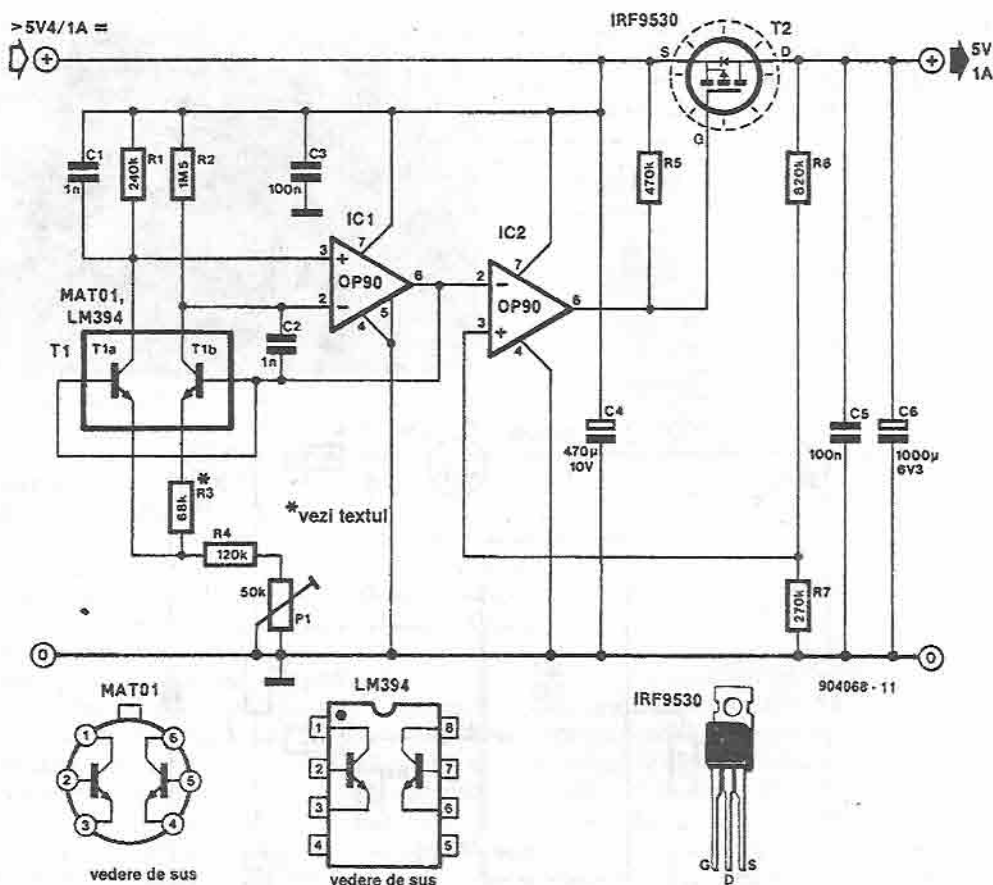 >5V4/1A =
IRF9530
T2
S
D
G
5V
1A
C1
1n
R1
240k
R2
1M5
C3
100n
R5
470k
R6
820k
IC1
3
+
7
OP90
6
2
−
4
5
IC2
2
−
7
OP90
6
3
+
4
MAT01,
LM394
T1
T1a
T1b
C2
1n
C4
470µ
10V
C5
100n
C6
1000µ
6V3
*
R3
68k
*vezi textul
R4
120k
50k
P1
R7
270k
0
0
904068 - 11
MAT01
1
6
2
5
3
4
vedere de sus
LM394
1
8
2
7
3
6
4
5
vedere de sus
IRF9530
G
D
S